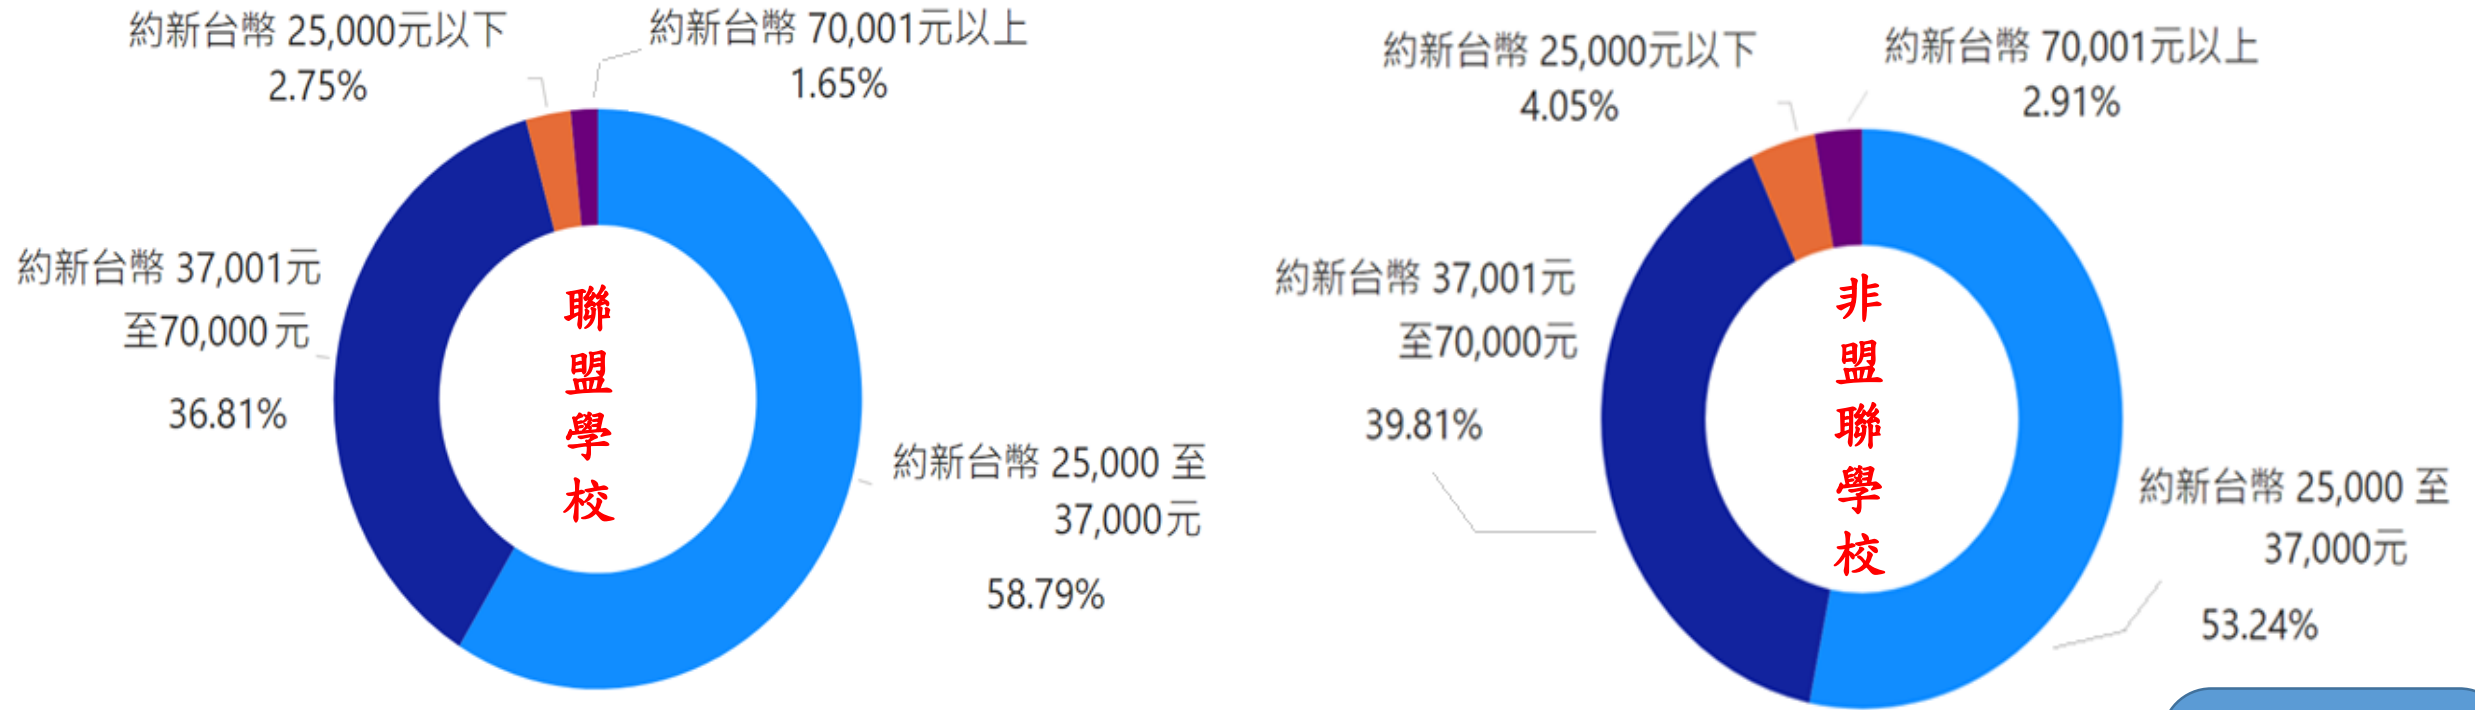 約新台幣 25,000元以下
2.75%
約新台幣 70,001元以上
1.65%
約新台幣 37,001元
至70,000元
36.81%
聯
盟
學
校
約新台幣 25,000 至
37,000元
58.79%
約新台幣 25,000元以下
4.05%
約新台幣 70,001元以上
2.91%
約新台幣 37,001元
至70,000元
39.81%
非
盟
聯
學
校
約新台幣 25,000 至
37,000元
53.24%